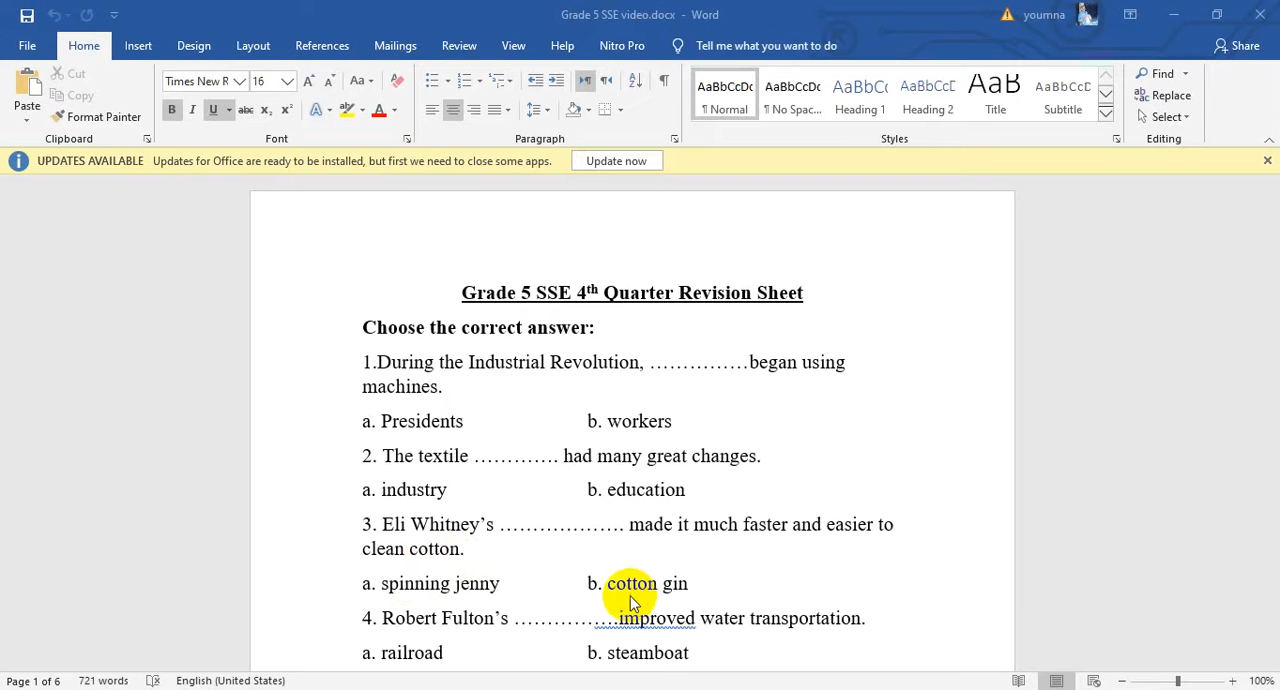 Grade 5 SSE video.docx - Word
youmna
File Home Insert Design Layout References Mailings Review View Help Nitro Pro Tell me what you want to do Share
Paste
Cut
Copy
Format Painter
Clipboard
Times New R 16
Aa
B I U abc x₂ x²
A A
Font
Paragraph
AaBbCcDc AaBbCcDc AaBbCc AaBbCcD AaB AaBbCcD
¶ Normal ¶ No Spac... Heading 1 Heading 2 Title Subtitle
Styles
Find
Replace
Select
Editing
UPDATES AVAILABLE Updates for Office are ready to be installed, but first we need to close some apps. Update now
Grade 5 SSE 4th Quarter Revision Sheet
Choose the correct answer:
1.During the Industrial Revolution, ……………began using
machines.
a. Presidents b. workers
2. The textile …………. had many great changes.
a. industry b. education
3. Eli Whitney’s ………………. made it much faster and easier to
clean cotton.
a. spinning jenny b. cotton gin
4. Robert Fulton’s …………….improved water transportation.
a. railroad b. steamboat
Page 1 of 6 721 words English (United States) 100%